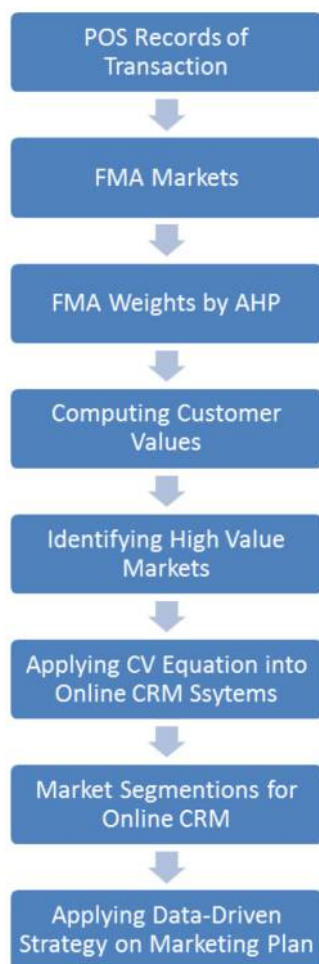 POS Records of
Transaction
FMA Markets
FMA Weights by AHP
Computing Customer
Values
Identifying High Value
Markets
Applying CV Equation into
Online CRM Ssytems
Market Segmentions for
Online CRM
Applying Data-Driven
Strategy on Marketing Plan